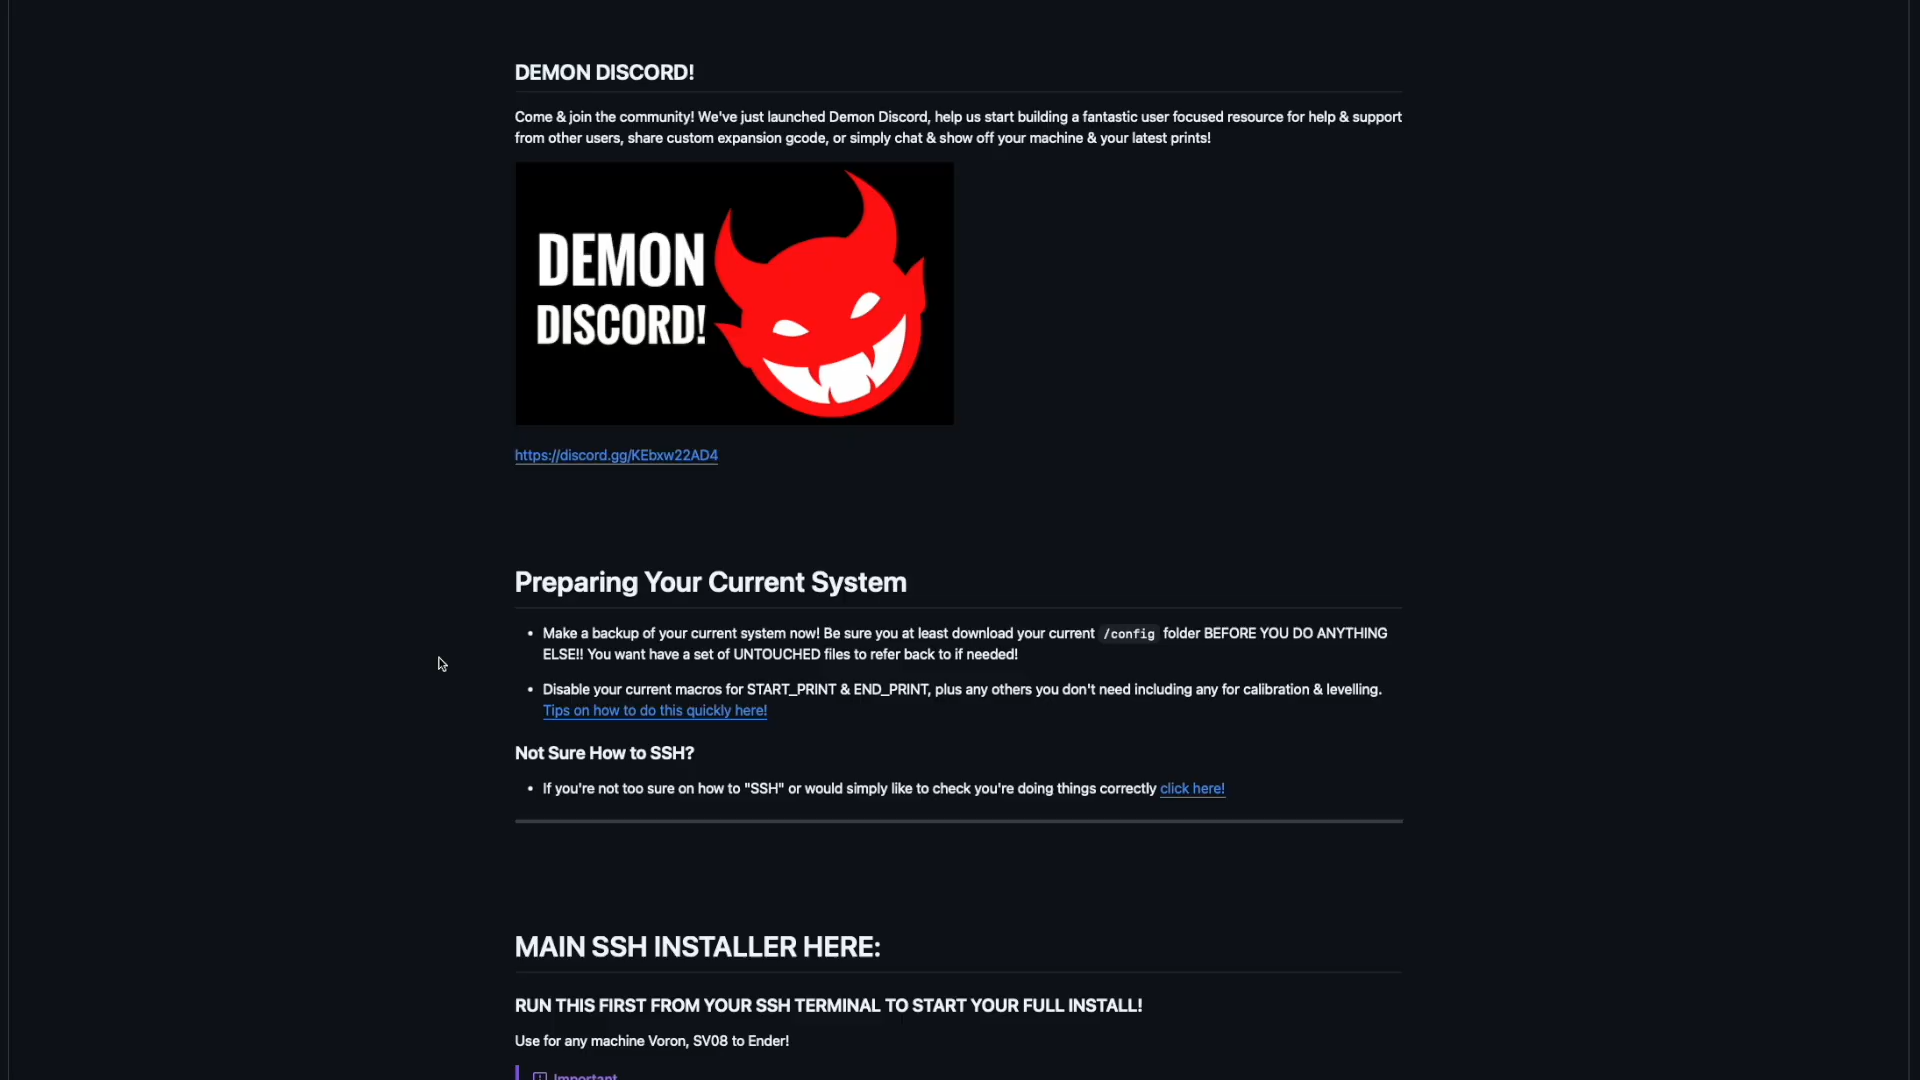 DEMON DISCORD!
Come & join the community! We've just launched Demon Discord, help us start building a fantastic user focused resource for help & support
from other users, share custom expansion gcode, or simply chat & show off your machine & your latest prints!
DEMON
DISCORD!
https://discord.gg/KEbxw22AD4
Preparing Your Current System
• Make a backup of your current system now! Be sure you at least download your current /config folder BEFORE YOU DO ANYTHING
ELSE!! You want have a set of UNTOUCHED files to refer back to if needed!
• Disable your current macros for START_PRINT & END_PRINT, plus any others you don't need including any for calibration & levelling.
Tips on how to do this quickly here!
Not Sure How to SSH?
• If you're not too sure on how to "SSH" or would simply like to check you're doing things correctly click here!
MAIN SSH INSTALLER HERE:
RUN THIS FIRST FROM YOUR SSH TERMINAL TO START YOUR FULL INSTALL!
Use for any machine Voron, SV08 to Ender!
Important